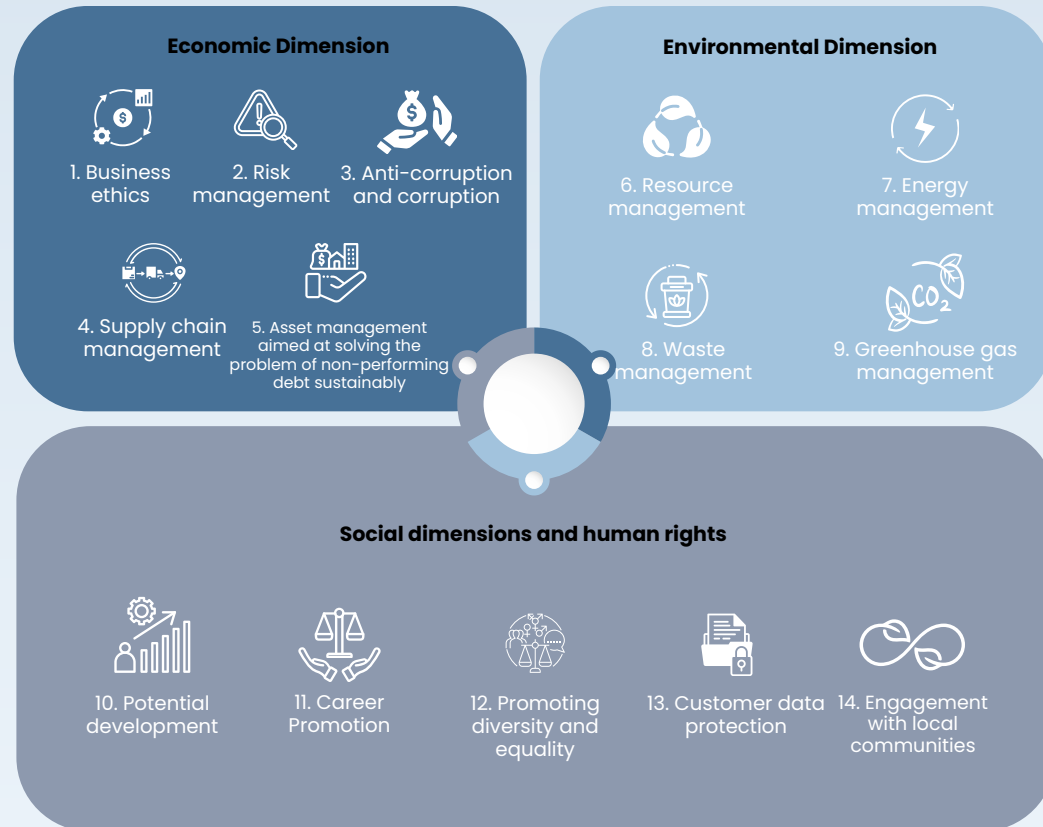 Economic Dimension
$
$
1. Business
ethics
2. Risk
management
3. Anti-corruption
and corruption
$
4. Supply chain
management
5. Asset management
aimed at solving the
problem of non-performing
debt sustainably
Environmental Dimension
6. Resource
management
7. Energy
management
CO2
8. Waste
management
9. Greenhouse gas
management
Social dimensions and human rights
10. Potential
development
11. Career
Promotion
12. Promoting
diversity and
equality
13. Customer data
protection
14. Engagement
with local
communities